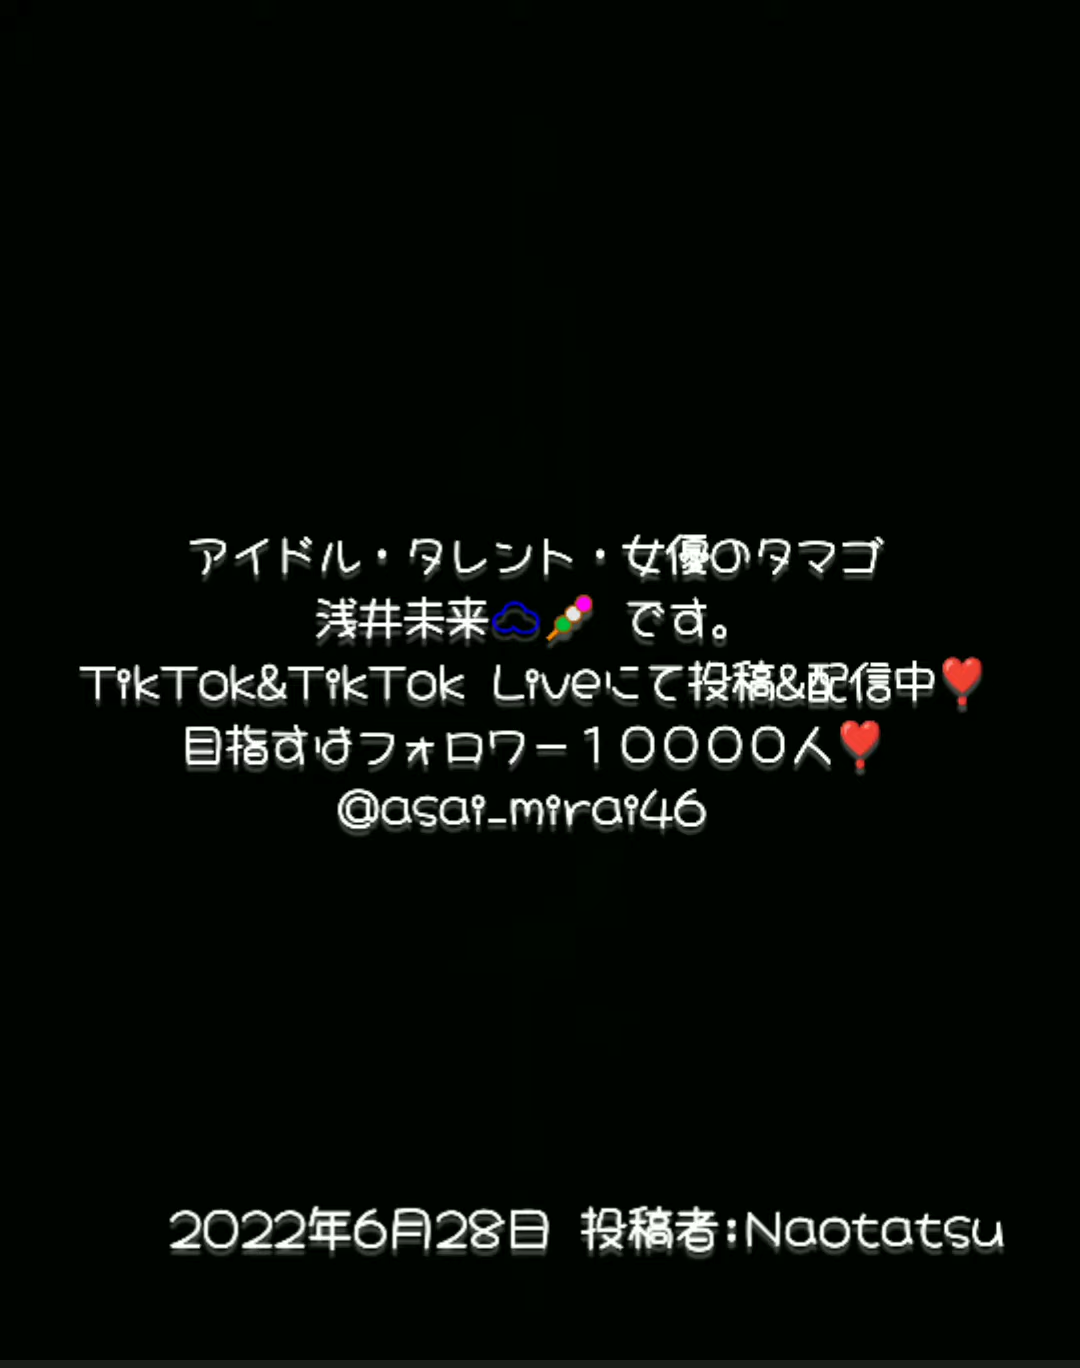 アイドル・タレント・女優のタマゴ
浅井未来☁🍡 です。
TikTok&TikTok Liveにて投稿&配信中❣
目指すはフォロワー１００００人❣
@asai_mirai46
2022年6月28日 投稿者:Naotatsu